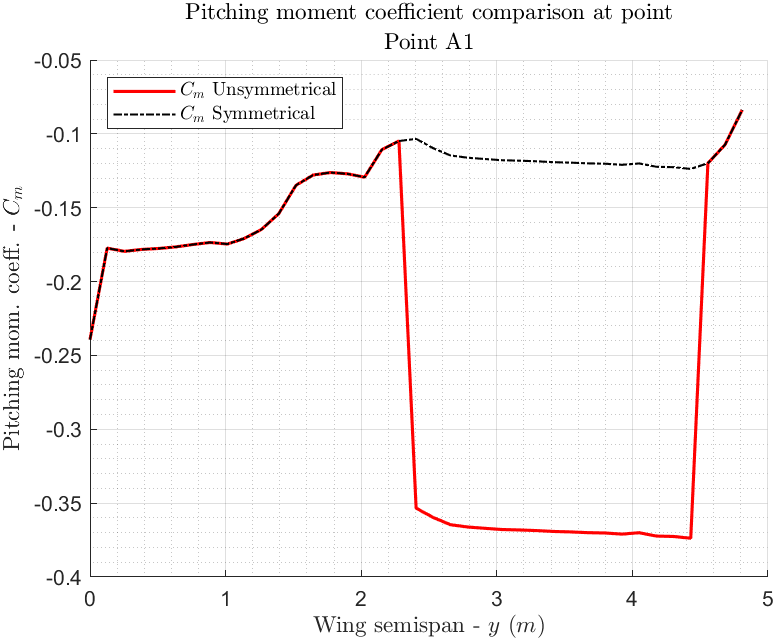 Pitching moment coefficient comparison at point
Point A1
C_m Unsymmetrical
C_m Symmetrical
-0.05
-0.1
-0.15
-0.2
-0.25
-0.3
-0.35
-0.4
Pitching mom. coeff. - C_m
0 1 2 3 4 5
Wing semispan - y (m)